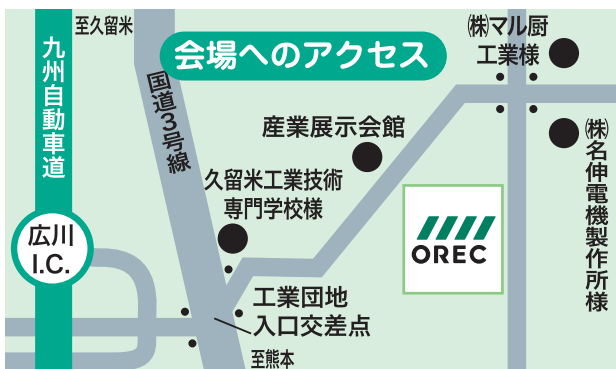 至久留米
会場へのアクセス
㈱マル厨
工業様
九州自動車道
国道3号線
産業展示会館
㈱名伸電機製作所様
久留米工業技術
専門学校様
広川
I.C.
OREC
工業団地
入口交差点
至熊本